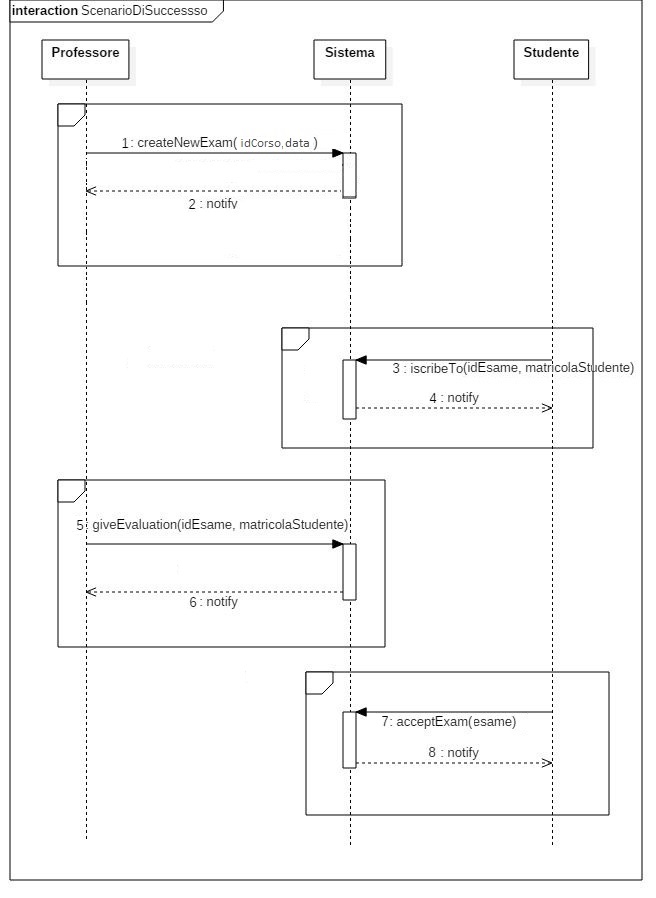 interaction ScenarioDiSuccessso
Professore
Sistema
Studente
1: createNewExam( idCorso,data )
2 : notify
3 : iscribeTo(idEsame, matricolaStudente)
4 : notify
5: giveEvaluation(idEsame, matricolaStudente)
6 : notify
7: acceptExam(esame)
8 : notify